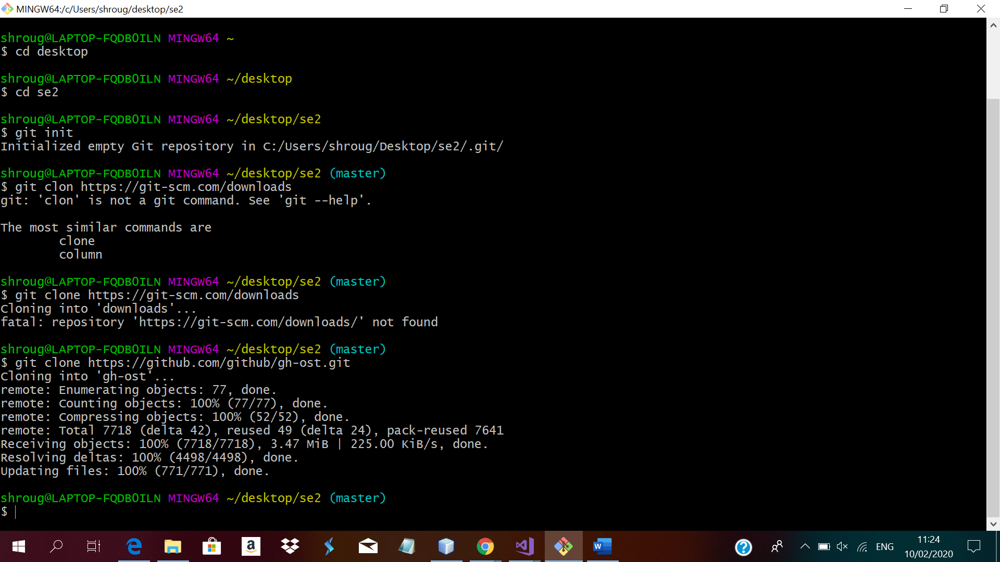 MINGW64:/c/Users/shroug/desktop/se2
shroug@LAPTOP-FQDB0ILN MINGW64 ~
$ cd desktop
shroug@LAPTOP-FQDB0ILN MINGW64 ~/desktop
$ cd se2
shroug@LAPTOP-FQDB0ILN MINGW64 ~/desktop/se2
$ git init
Initialized empty Git repository in C:/Users/shroug/Desktop/se2/.git/
shroug@LAPTOP-FQDB0ILN MINGW64 ~/desktop/se2 (master)
$ git clon https://git-scm.com/downloads
git: 'clon' is not a git command. See 'git --help'.
The most similar commands are
clone
column
shroug@LAPTOP-FQDB0ILN MINGW64 ~/desktop/se2 (master)
$ git clone https://git-scm.com/downloads
Cloning into 'downloads'...
fatal: repository 'https://git-scm.com/downloads/' not found
shroug@LAPTOP-FQDB0ILN MINGW64 ~/desktop/se2 (master)
$ git clone https://github.com/github/gh-ost.git
Cloning into 'gh-ost'...
remote: Enumerating objects: 77, done.
remote: Counting objects: 100% (77/77), done.
remote: Compressing objects: 100% (52/52), done.
remote: Total 7718 (delta 42), reused 49 (delta 24), pack-reused 7641
Receiving objects: 100% (7718/7718), 3.47 MiB | 225.00 KiB/s, done.
Resolving deltas: 100% (4498/4498), done.
Updating files: 100% (771/771), done.
shroug@LAPTOP-FQDB0ILN MINGW64 ~/desktop/se2 (master)
$
ENG
11:24
10/02/2020